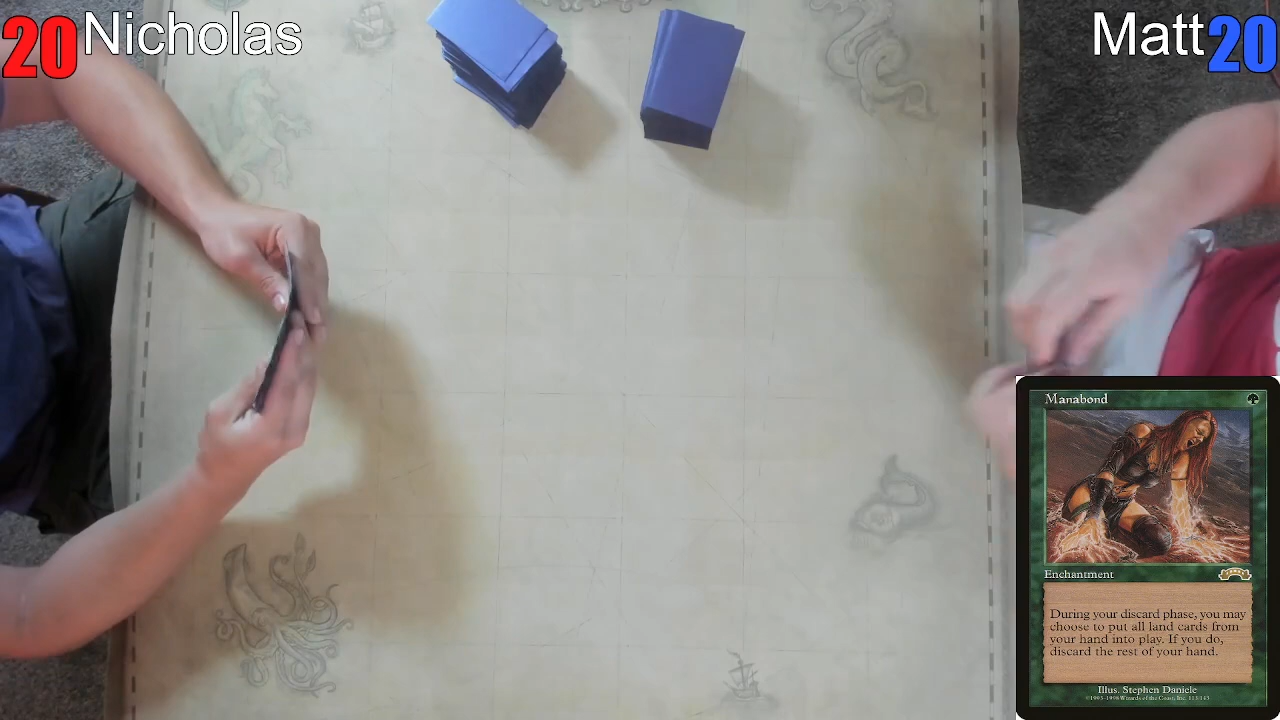 20 Nicholas
Matt 20
Manabond
Enchantment
During your discard phase, you may
choose to put all land cards from
your hand into play. If you do,
discard the rest of your hand.
Illus. Stephen Daniele